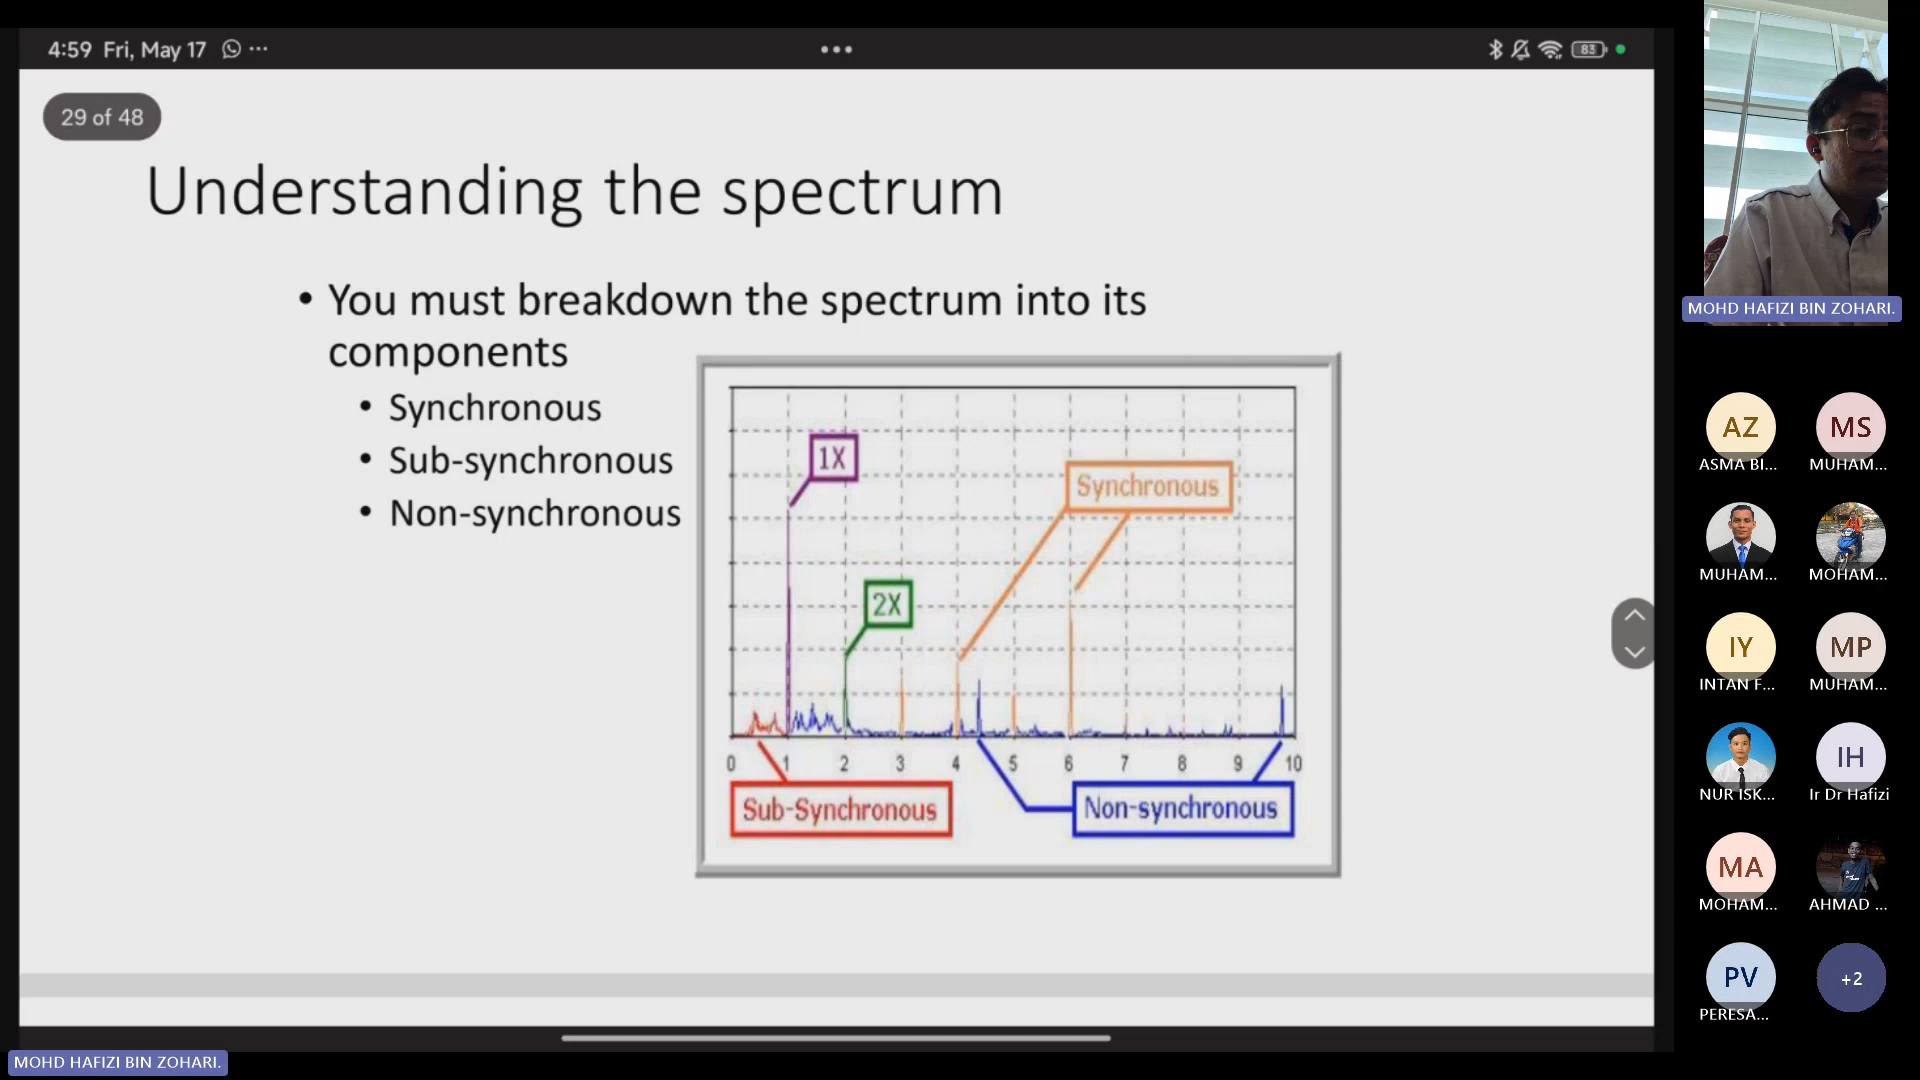 4:59 Fri, May 17
83
29 of 48
Understanding the spectrum
• You must breakdown the spectrum into its
components
• Synchronous
• Sub-synchronous
• Non-synchronous
1X
Synchronous
2X
0 1 2 3 4 5 6 7 8 9 10
Sub-Synchronous
Non-synchronous
MOHD HAFIZI BIN ZOHARI.
AZ
ASMA BI...
MS
MUHAM...
MUHAM...
MOHAM...
IY
INTAN F...
MP
MUHAM...
NUR ISK...
IH
Ir Dr Hafizi
MA
MOHAM...
AHMAD ...
PV
PERESA...
+2
MOHD HAFIZI BIN ZOHARI.